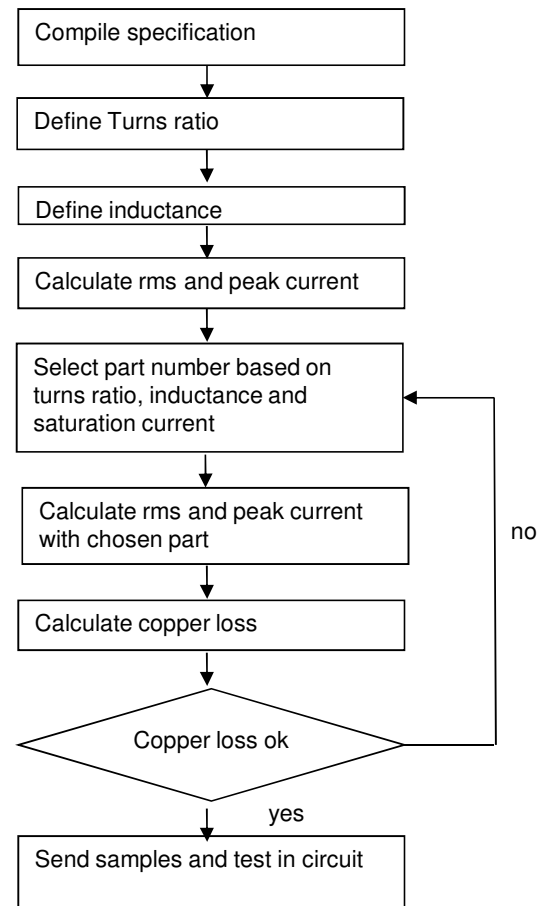 Compile specification
Define Turns ratio
Define inductance
Calculate rms and peak current
Select part number based on
turns ratio, inductance and
saturation current
Calculate rms and peak current
with chosen part
no
Calculate copper loss
Copper loss ok
yes
Send samples and test in circuit